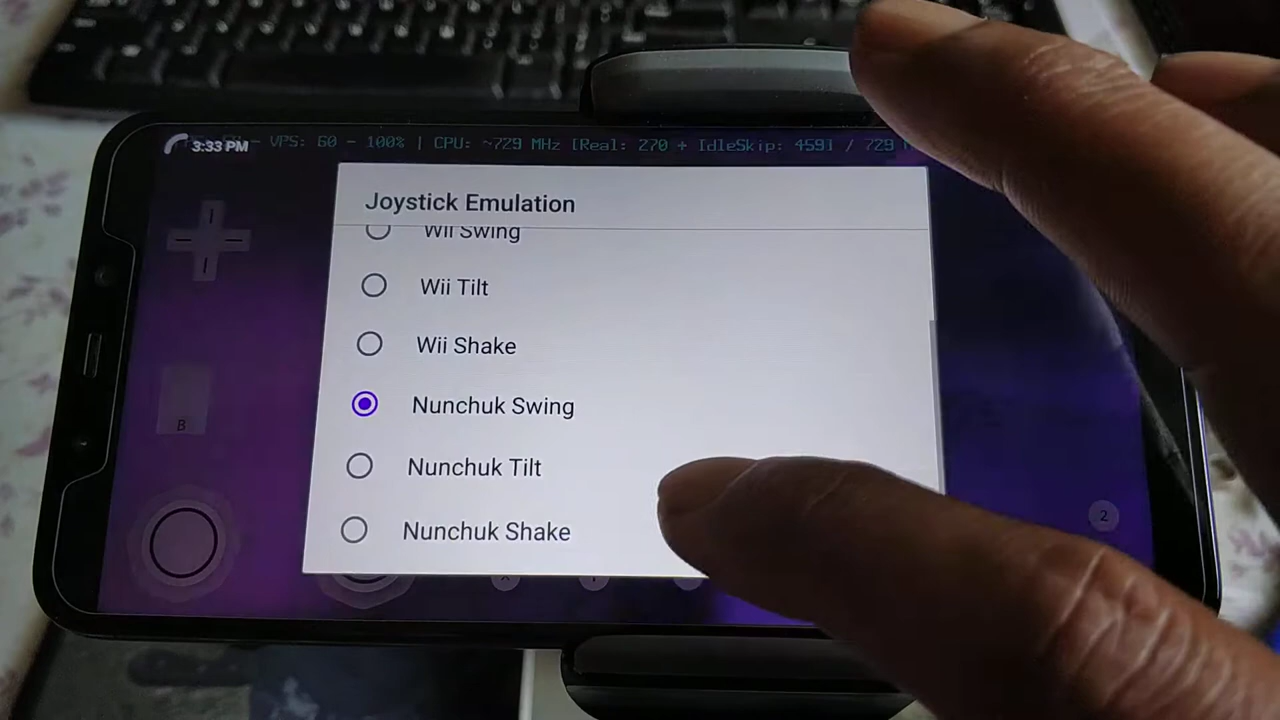 3:33 PM
- VPS: 60 - 100% | CPU: ~729 MHz [Real: 270 + IdleSkip: 459] / 729
Joystick Emulation
Wii Swing
Wii Tilt
Wii Shake
Nunchuk Swing
Nunchuk Tilt
Nunchuk Shake
B
2